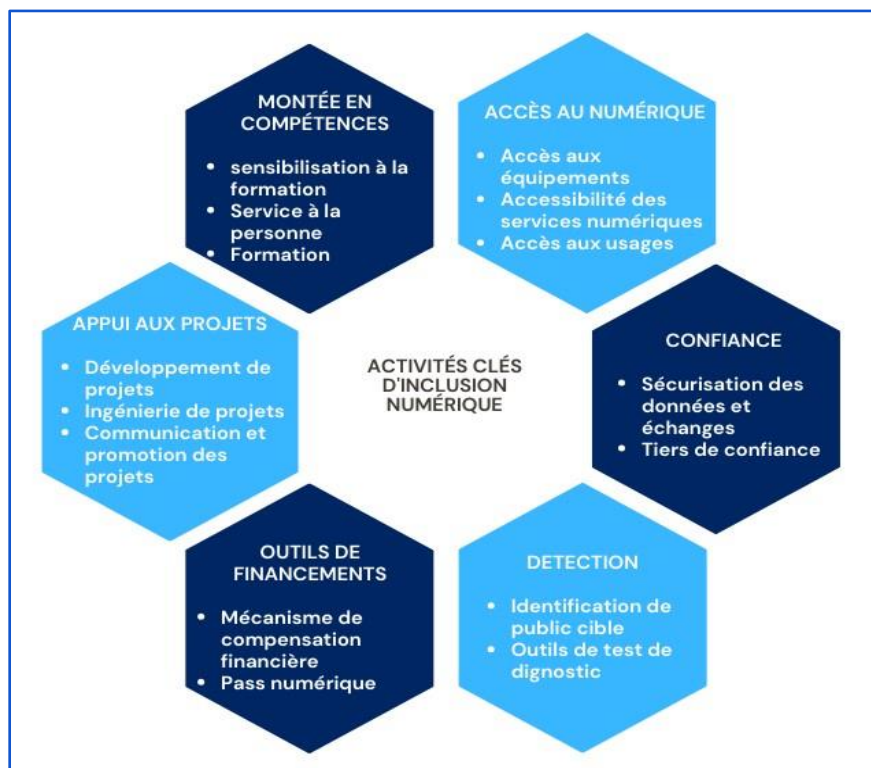 MONTÉE EN
COMPÉTENCES
• sensibilisation à la
formation
• Service à la
personne
• Formation
ACCÈS AU NUMÉRIQUE
• Accès aux
équipements
• Accessibilité des
services numériques
• Accès aux usages
APPUI AUX PROJETS
• Développement de
projets
• Ingénierie de projets
• Communication et
promotion des
projets
ACTIVITÉS CLÉS
D'INCLUSION
NUMÉRIQUE
CONFIANCE
• Sécurisation des
données et
échanges
• Tiers de confiance
OUTILS DE
FINANCEMENTS
• Mécanisme de
compensation
financière
• Pass numérique
DETECTION
• Identification de
public cible
• Outils de test de
dignostic